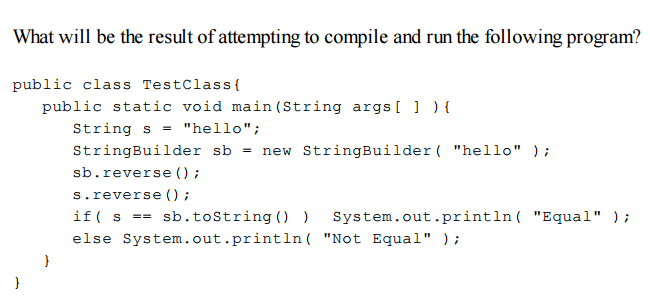 What will be the result of attempting to compile and run the following program?
public class TestClass{
public static void main(String args[ ] ){
String s = "hello";
StringBuilder sb = new StringBuilder( "hello" );
sb.reverse();
s.reverse();
if( s == sb.toString() )  System.out.println( "Equal" );
else System.out.println( "Not Equal" );
}
}